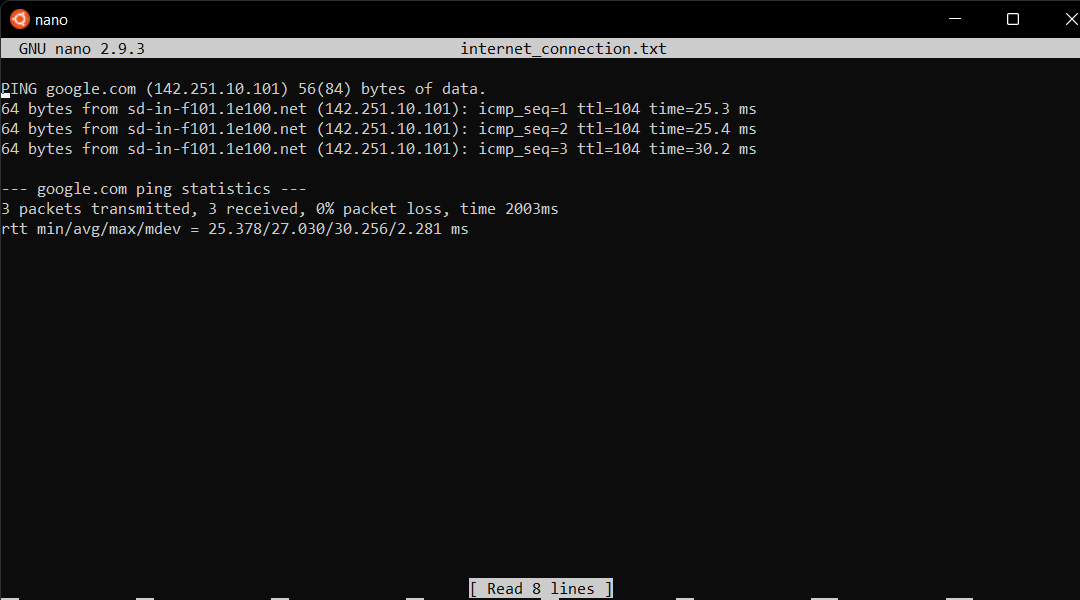 nano
GNU nano 2.9.3 internet_connection.txt
PING google.com (142.251.10.101) 56(84) bytes of data.
64 bytes from sd-in-f101.1e100.net (142.251.10.101): icmp_seq=1 ttl=104 time=25.3 ms
64 bytes from sd-in-f101.1e100.net (142.251.10.101): icmp_seq=2 ttl=104 time=25.4 ms
64 bytes from sd-in-f101.1e100.net (142.251.10.101): icmp_seq=3 ttl=104 time=30.2 ms

--- google.com ping statistics ---
3 packets transmitted, 3 received, 0% packet loss, time 2003ms
rtt min/avg/max/mdev = 25.378/27.030/30.256/2.281 ms
[ Read 8 lines ]